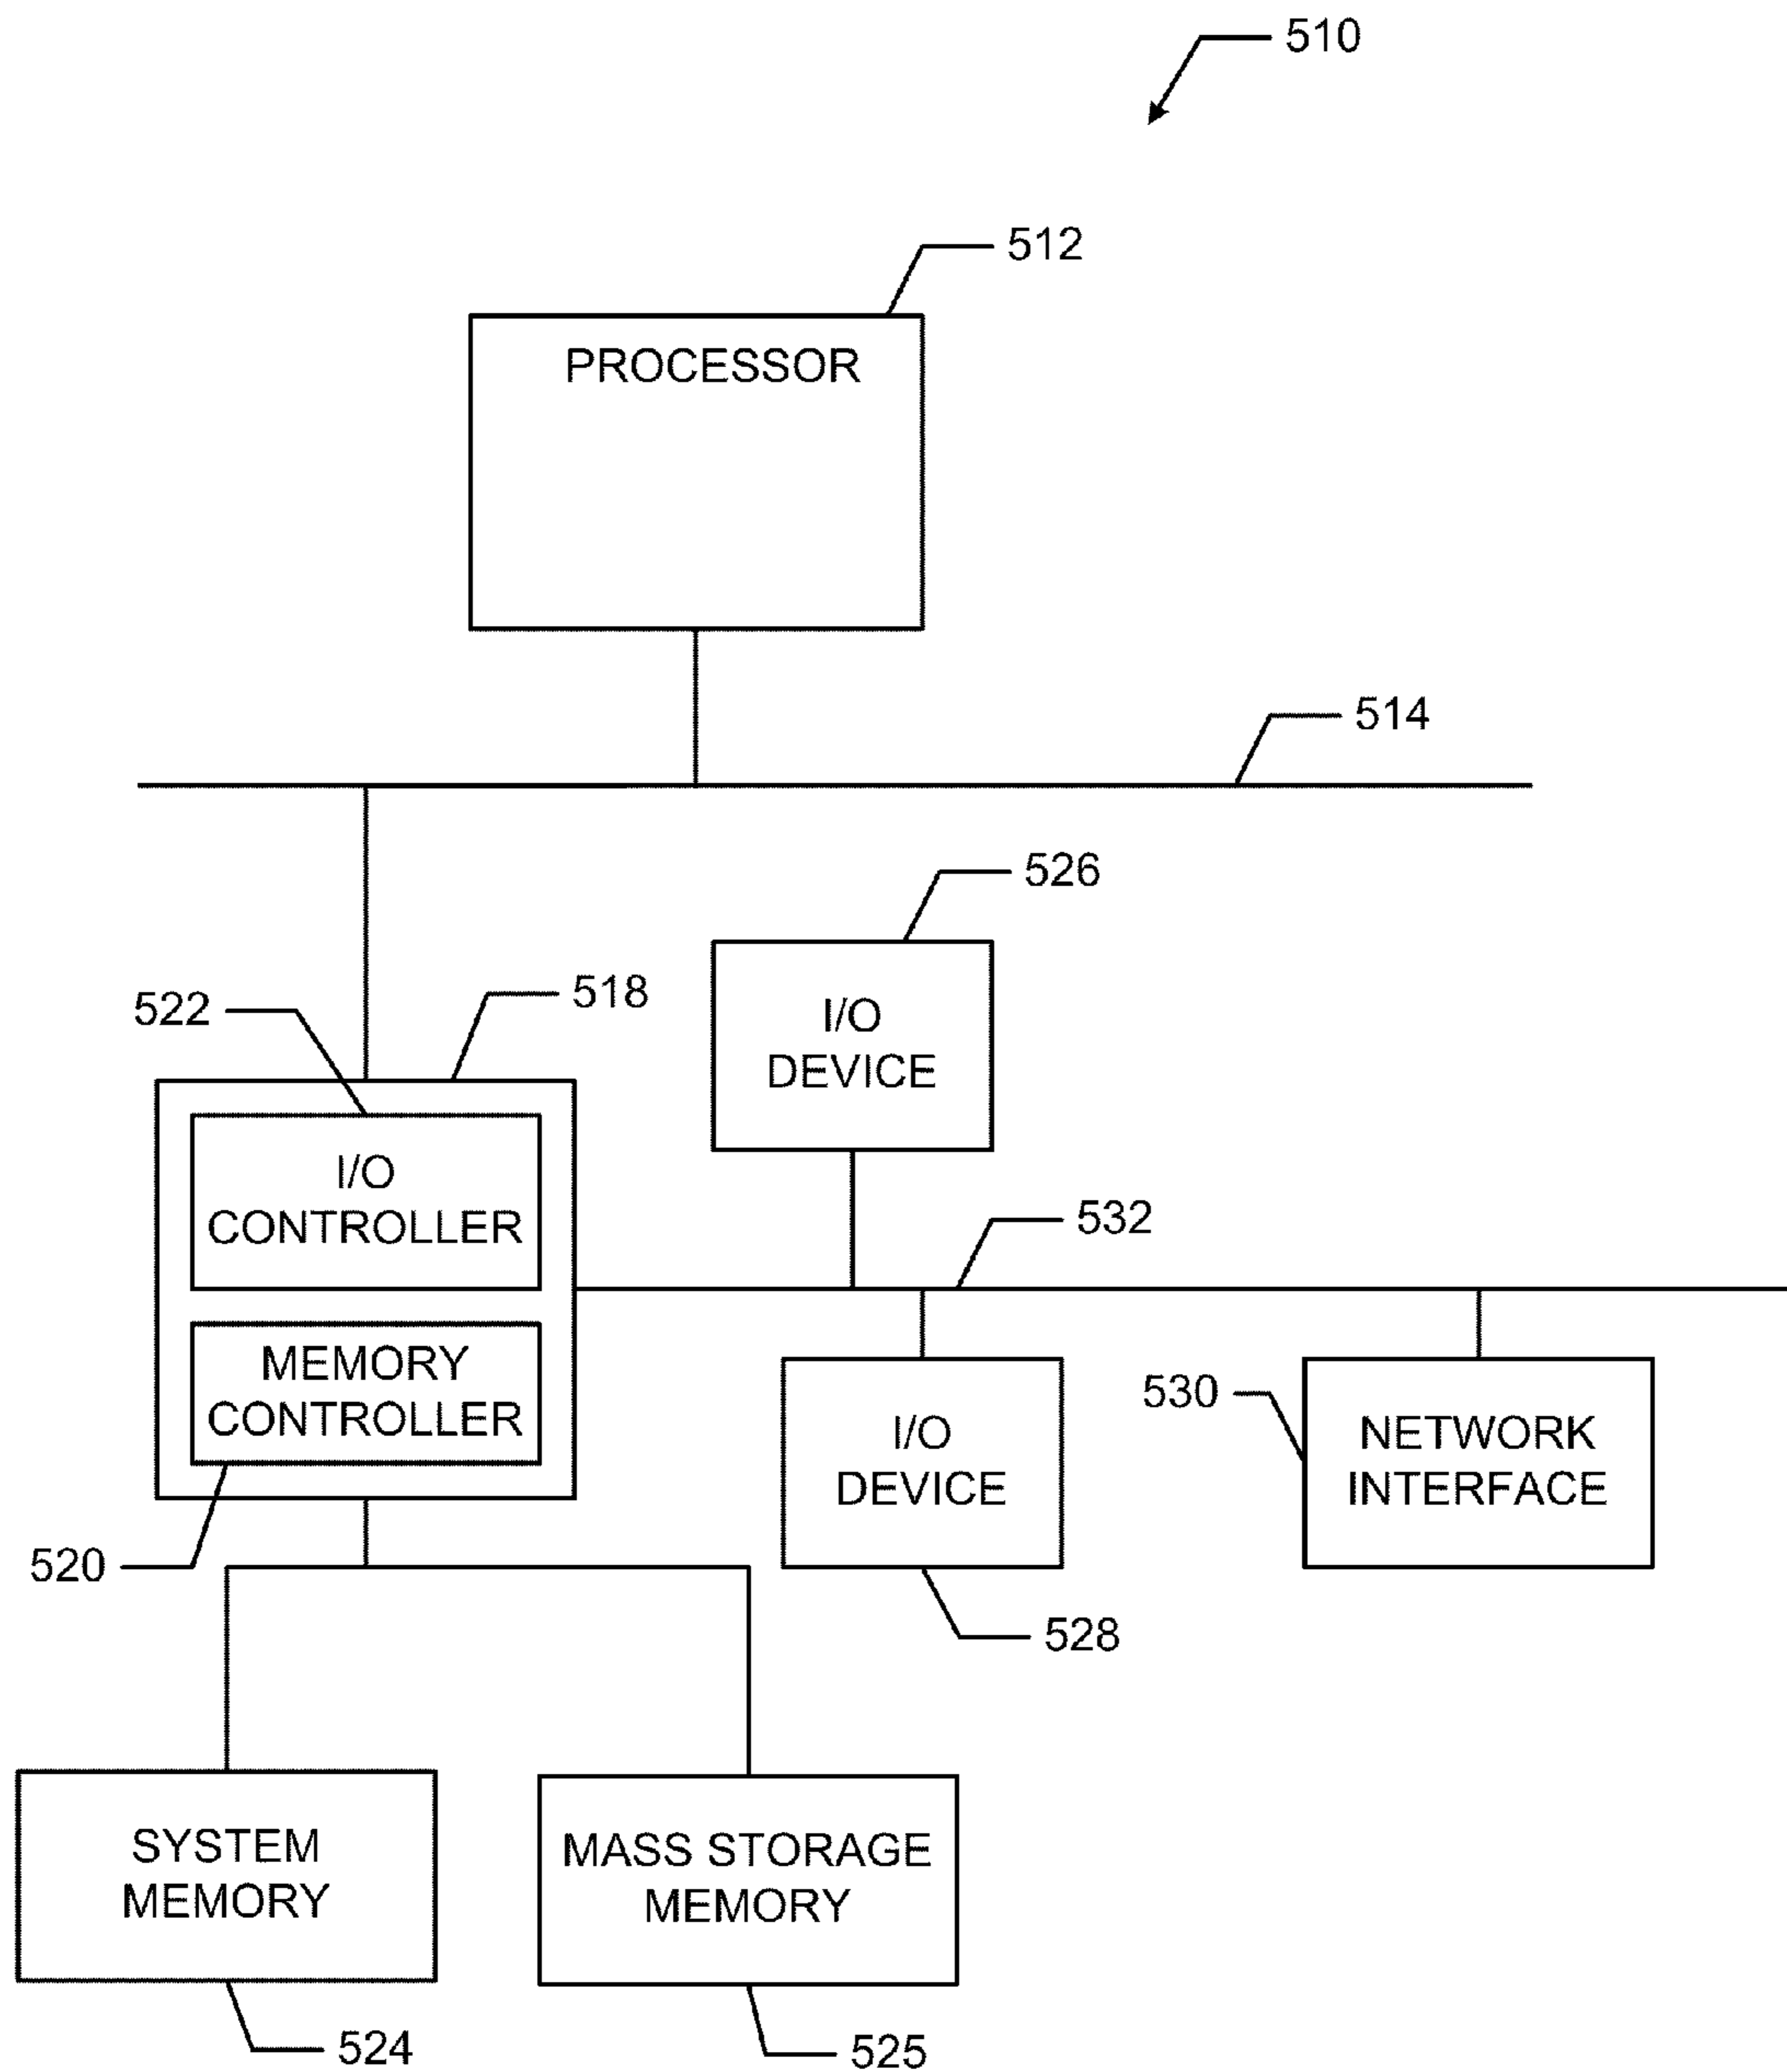 510
512
PROCESSOR
514
526
518
522
I/O
DEVICE
I/O
CONTROLLER
532
MEMORY
CONTROLLER
530
I/O
DEVICE
NETWORK
INTERFACE
520
528
SYSTEM
MEMORY
MASS STORAGE
MEMORY
524
525